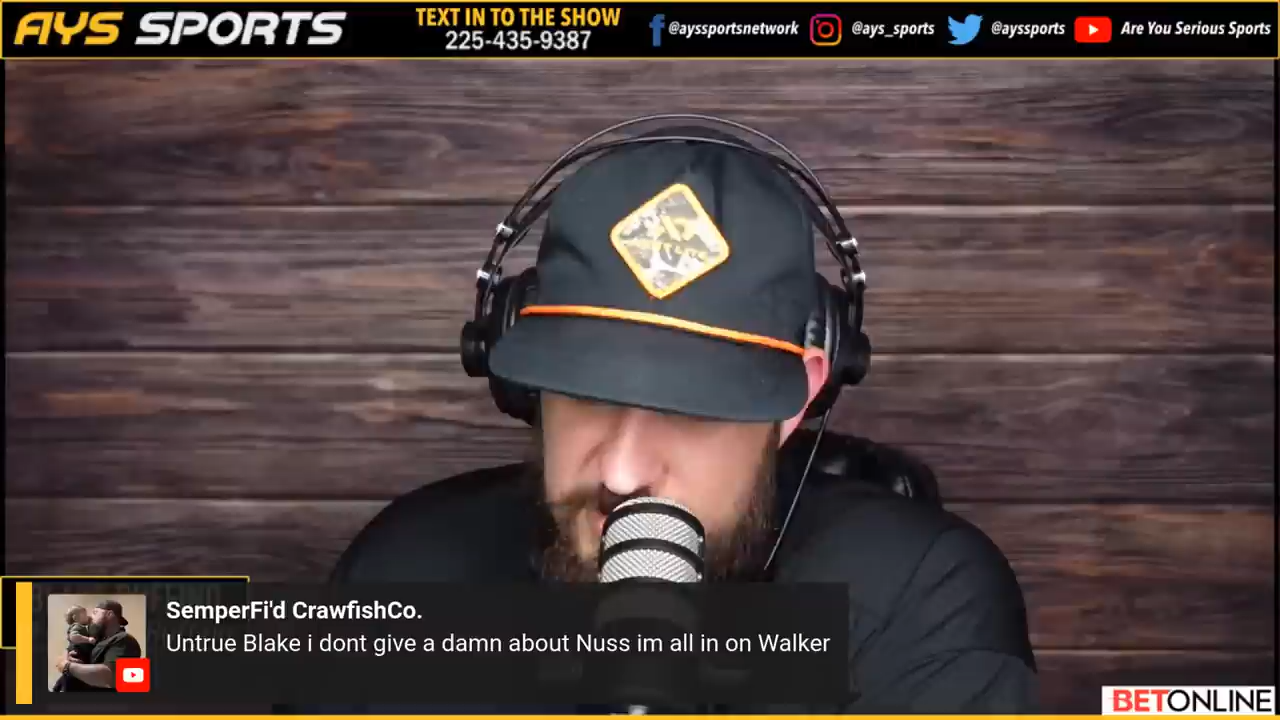 AYS SPORTS
TEXT IN TO THE SHOW
225-435-9387
@ayssportsnetwork
@ays_sports
@ayssports
Are You Serious Sports
SemperFi'd CrawfishCo.
Untrue Blake i dont give a damn about Nuss im all in on Walker
BETONLINE